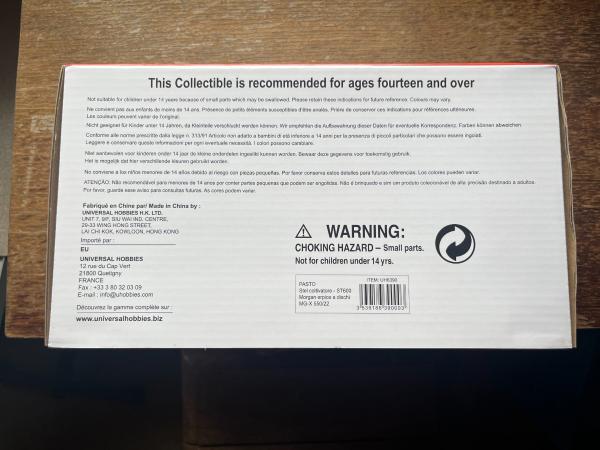 This Collectible is recommended for ages fourteen and over
Not suitable for children under 14 years because of small parts which may be swallowed. Please retain these indications for future reference. Colours may vary.
Ne convient pas aux enfants de moins de 14 ans. Présence de petits éléments susceptibles d'être avalés. Prière de conserver ces indications pour références ultérieures.
Les couleurs peuvent varier de l'original.
Nicht geeignet für Kinder unter 14 Jahren, da Kleinteile verschluckt werden können. Wir empfehlen die Aufbewahrung dieser Daten für eventuelle Korrespondenz. Farben können abweichen.
Conforme alle norme prescritte dalla legge n. 313/91 Articolo non adatto a bambini di età inferiore a 14 anni per la presenza di piccoli particolari che possono essere ingoiati.
Leggere e conservare queste informazioni per ogni eventuale necessità. I colori possono cambiare.
Niet aanbevolen voor kinderen onder 14 jaar de kleine onderdelen ingeslikt kunnen worden. Bewaar deze gegevens voor toekomstig gebruik.
Het is mogelijk dat hier verschillende kleuren gebruikt worden.
No conviene a los niños menores de 14 años debido al riesgo con piezas pequeñas. Por favor conserve estos detalles para futuras referencias. Los colores pueden variar.
ATENÇÃO: Não recomendável para menores de 14 anos por conter partes pequenas que podem ser engolidas. Não é brinquedo e sim um produto colecionável de alta precisão destinado a adultos.
Por favor, guarde esse aviso para consultas futuras. As cores podem variar.
Fabriqué en Chine par/ Made in China by :
UNIVERSAL HOBBIES H.K. LTD.
UNIT 7, 9/F, SIU WAI IND. CENTRE,
29-33 WING HONG STREET,
LAI CHI KOK, KOWLOON, HONG KONG
Importé par :
EU
UNIVERSAL HOBBIES
12 rue du Cap Vert
21800 Quetigny
FRANCE
Fax : +33 3 80 32 03 09
E-mail : info@uhobbies.com
Découvrez la gamme complète sur :
www.universalhobbies.biz
WARNING:
CHOKING HAZARD – Small parts.
Not for children under 14 yrs.
ITEM: UH6390
PASTO
Stel coltivatore - ST600
Morgan erpice a dischi
MG-X 550/22
3 536186 390003